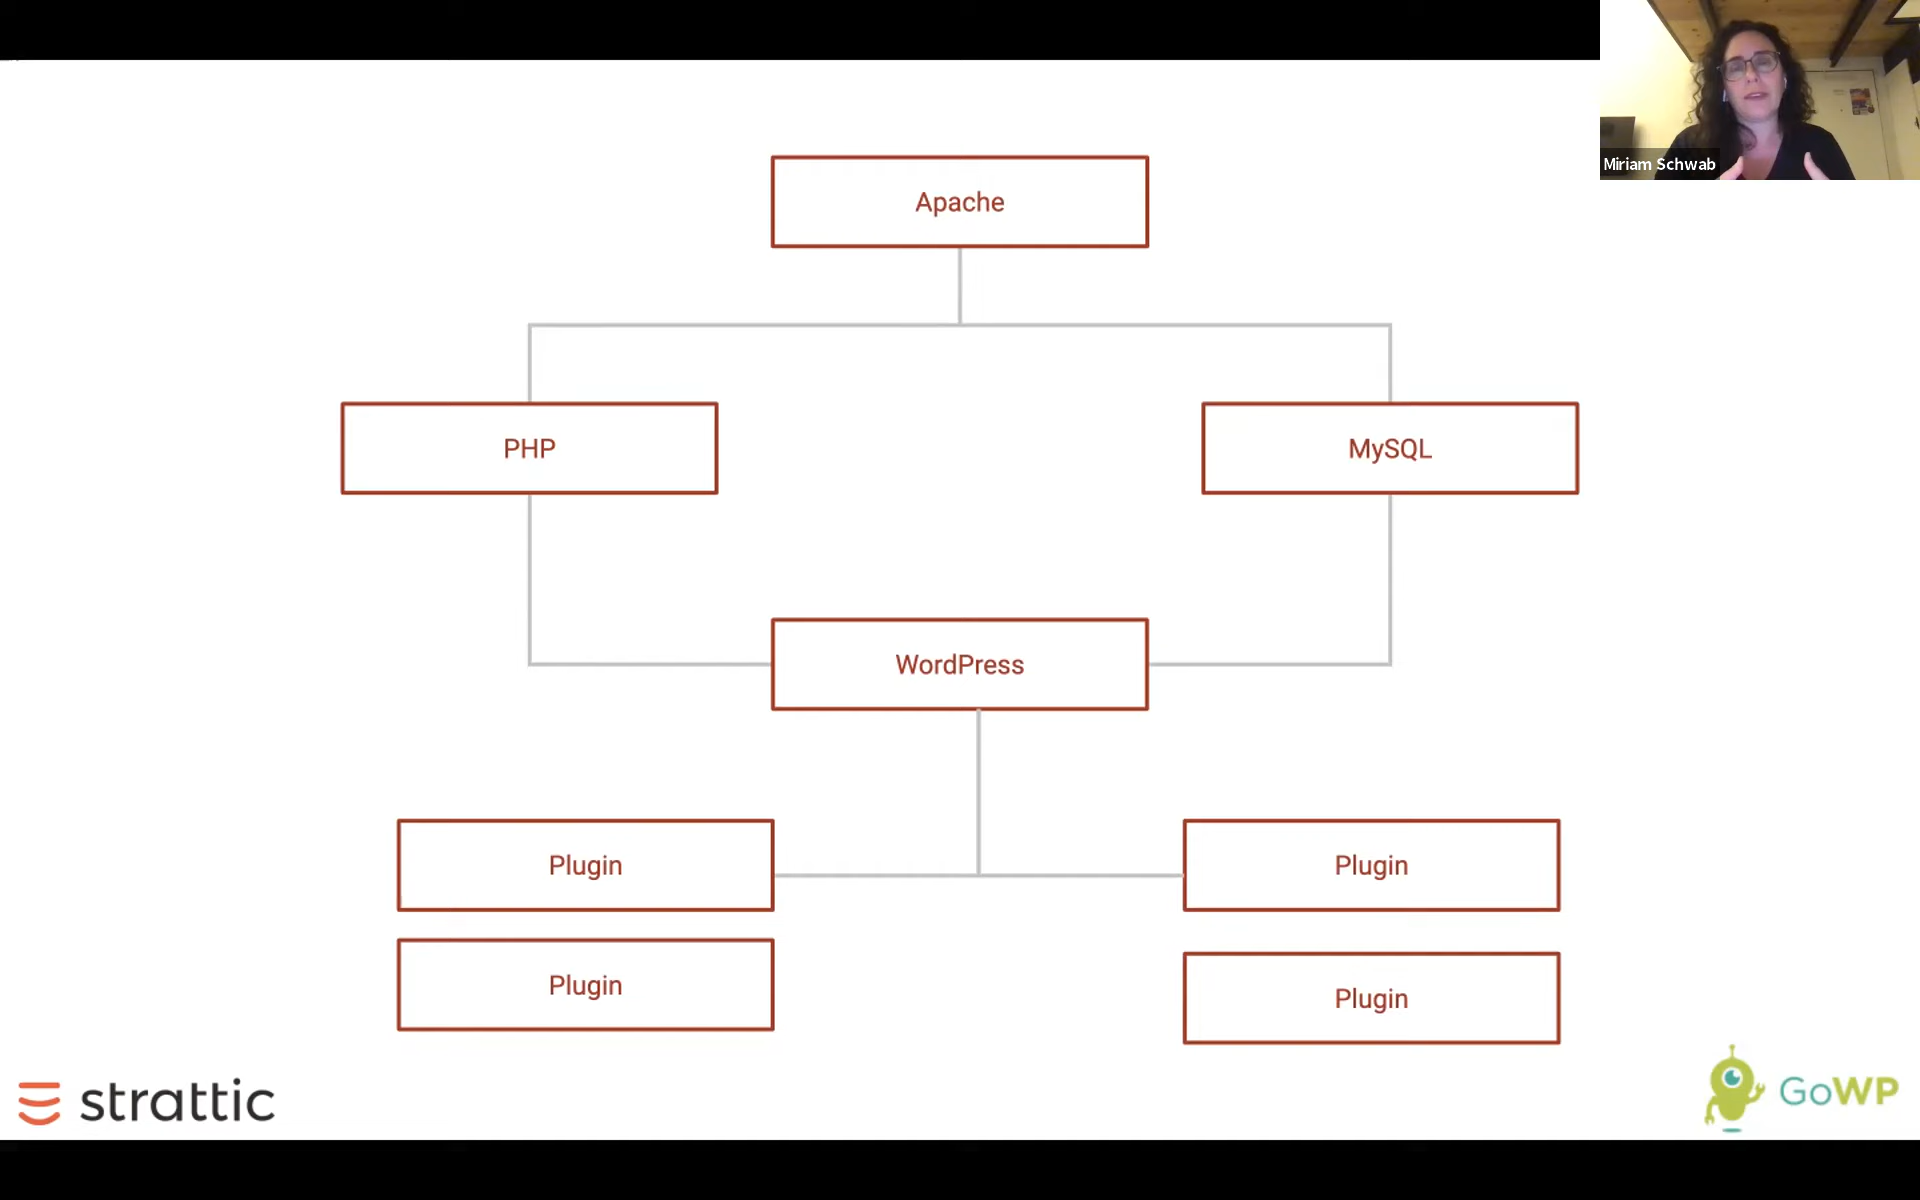 Miriam Schwab
Apache
PHP
MySQL
WordPress
Plugin
Plugin
Plugin
Plugin
strattic
GoWP